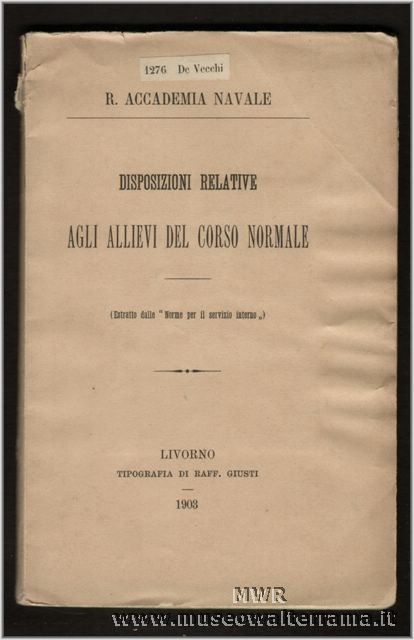 1276 De Vecchi
R. ACCADEMIA NAVALE
DISPOSIZIONI RELATIVE
AGLI ALLIEVI DEL CORSO NORMALE
(Estratto dalle “ Norme per il servizio interno „)
LIVORNO
TIPOGRAFIA DI RAFF. GIUSTI
1903
MWR
www.museowalterrama.it